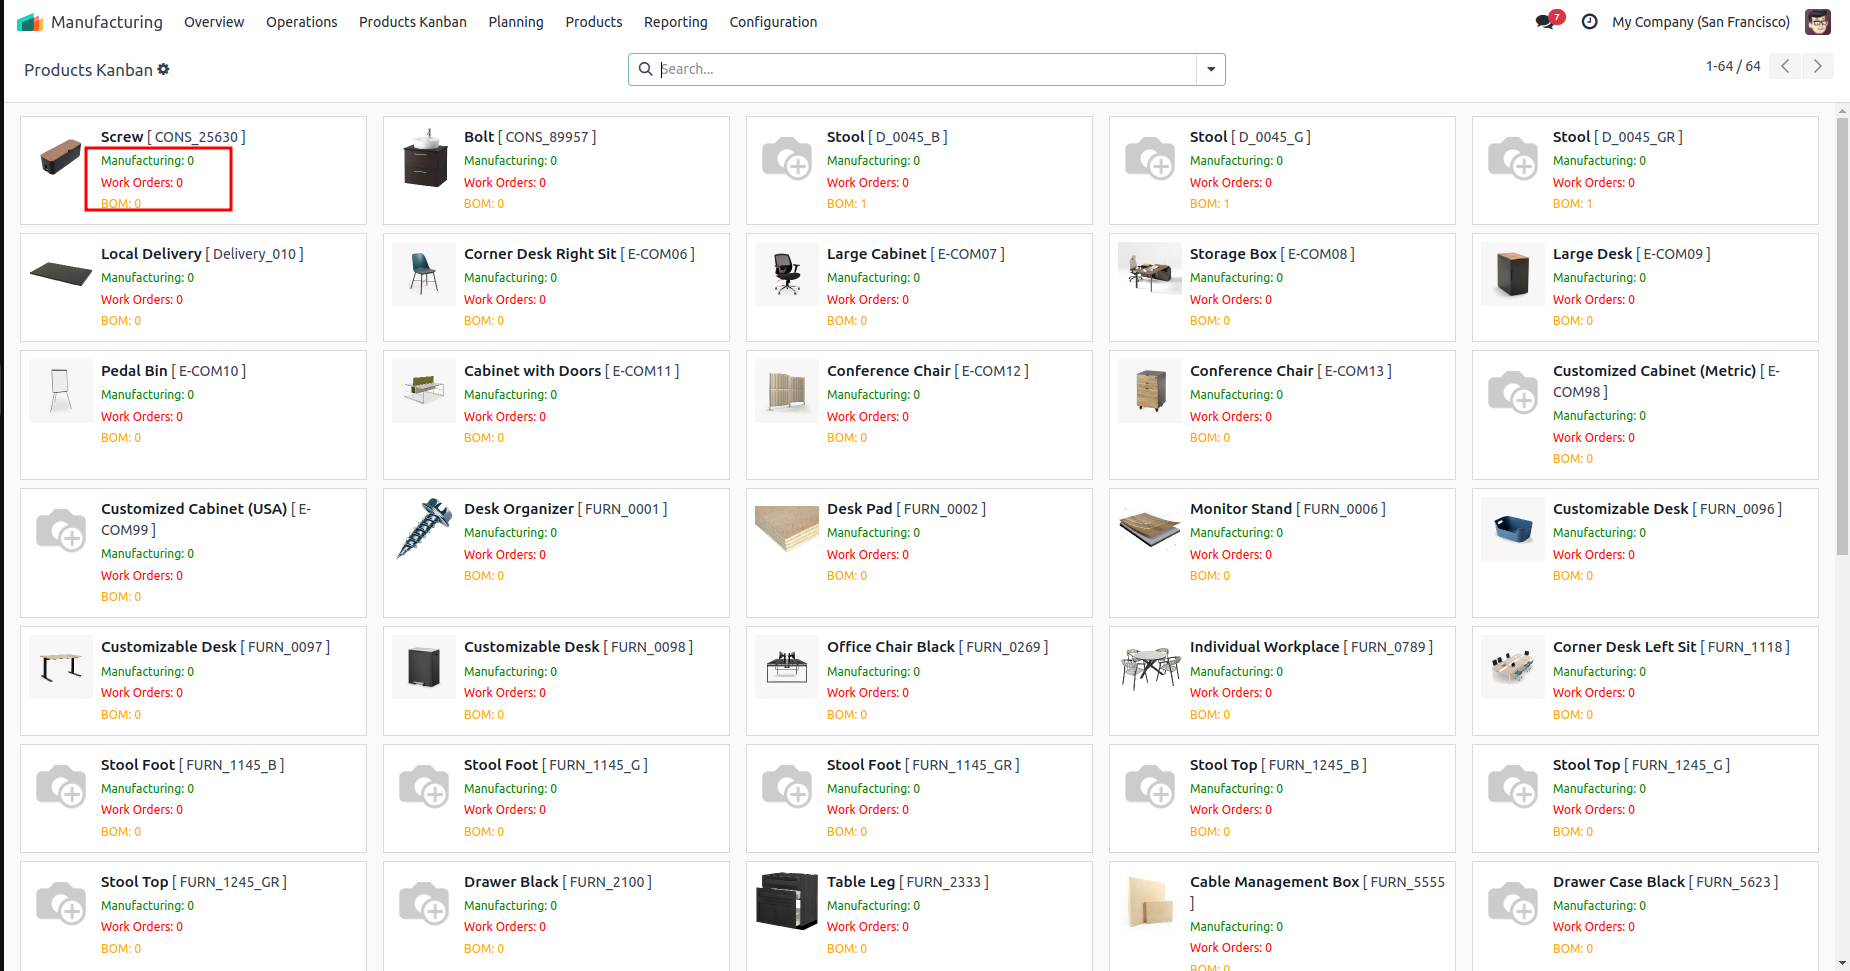 Manufacturing Overview Operations Products Kanban Planning Products Reporting Configuration 7 My Company (San Francisco)
Products Kanban Search... 1-64 / 64
Screw [ CONS_25630 ]
Manufacturing: 0
Work Orders: 0
BOM: 0
Bolt [ CONS_89957 ]
Manufacturing: 0
Work Orders: 0
BOM: 0
Stool [ D_0045_B ]
Manufacturing: 0
Work Orders: 0
BOM: 1
Stool [ D_0045_G ]
Manufacturing: 0
Work Orders: 0
BOM: 1
Stool [ D_0045_GR ]
Manufacturing: 0
Work Orders: 0
BOM: 1
Local Delivery [ Delivery_010 ]
Manufacturing: 0
Work Orders: 0
BOM: 0
Corner Desk Right Sit [ E-COM06 ]
Manufacturing: 0
Work Orders: 0
BOM: 0
Large Cabinet [ E-COM07 ]
Manufacturing: 0
Work Orders: 0
BOM: 0
Storage Box [ E-COM08 ]
Manufacturing: 0
Work Orders: 0
BOM: 0
Large Desk [ E-COM09 ]
Manufacturing: 0
Work Orders: 0
BOM: 0
Pedal Bin [ E-COM10 ]
Manufacturing: 0
Work Orders: 0
BOM: 0
Cabinet with Doors [ E-COM11 ]
Manufacturing: 0
Work Orders: 0
BOM: 0
Conference Chair [ E-COM12 ]
Manufacturing: 0
Work Orders: 0
BOM: 0
Conference Chair [ E-COM13 ]
Manufacturing: 0
Work Orders: 0
BOM: 0
Customized Cabinet (Metric) [ E-
COM98 ]
Manufacturing: 0
Work Orders: 0
BOM: 0
Customized Cabinet (USA) [ E-
COM99 ]
Manufacturing: 0
Work Orders: 0
BOM: 0
Desk Organizer [ FURN_0001 ]
Manufacturing: 0
Work Orders: 0
BOM: 0
Desk Pad [ FURN_0002 ]
Manufacturing: 0
Work Orders: 0
BOM: 0
Monitor Stand [ FURN_0006 ]
Manufacturing: 0
Work Orders: 0
BOM: 0
Customizable Desk [ FURN_0096 ]
Manufacturing: 0
Work Orders: 0
BOM: 0
Customizable Desk [ FURN_0097 ]
Manufacturing: 0
Work Orders: 0
BOM: 0
Customizable Desk [ FURN_0098 ]
Manufacturing: 0
Work Orders: 0
BOM: 0
Office Chair Black [ FURN_0269 ]
Manufacturing: 0
Work Orders: 0
BOM: 0
Individual Workplace [ FURN_0789 ]
Manufacturing: 0
Work Orders: 0
BOM: 0
Corner Desk Left Sit [ FURN_1118 ]
Manufacturing: 0
Work Orders: 0
BOM: 0
Stool Foot [ FURN_1145_B ]
Manufacturing: 0
Work Orders: 0
BOM: 0
Stool Foot [ FURN_1145_G ]
Manufacturing: 0
Work Orders: 0
BOM: 0
Stool Foot [ FURN_1145_GR ]
Manufacturing: 0
Work Orders: 0
BOM: 0
Stool Top [ FURN_1245_B ]
Manufacturing: 0
Work Orders: 0
BOM: 0
Stool Top [ FURN_1245_G ]
Manufacturing: 0
Work Orders: 0
BOM: 0
Stool Top [ FURN_1245_GR ]
Manufacturing: 0
Work Orders: 0
BOM: 0
Drawer Black [ FURN_2100 ]
Manufacturing: 0
Work Orders: 0
BOM: 0
Table Leg [ FURN_2333 ]
Manufacturing: 0
Work Orders: 0
BOM: 0
Cable Management Box [ FURN_5555
]
Manufacturing: 0
Work Orders: 0
BOM: 0
Drawer Case Black [ FURN_5623 ]
Manufacturing: 0
Work Orders: 0
BOM: 0